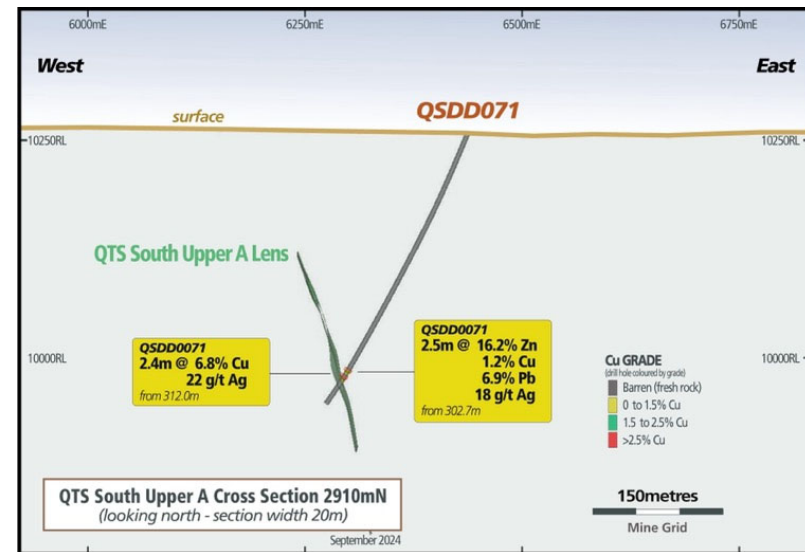 6000mE
6250mE
6500mE
6750mE
West
East
QSDD071
surface
10250RL
10250RL
QTS South Upper A Lens
QSDD0071
2.4m @ 6.8% Cu
22 g/t Ag
from 312.0m
QSDD0071
2.5m @ 16.2% Zn
1.2% Cu
6.9% Pb
18 g/t Ag
from 302.7m
10000RL
10000RL
Cu GRADE
(drill hole coloured by grade)
Barren (fresh rock)
0 to 1.5% Cu
1.5 to 2.5% Cu
>2.5% Cu
QTS South Upper A Cross Section 2910mN
(looking north - section width 20m)
150metres
Mine Grid
September 2024